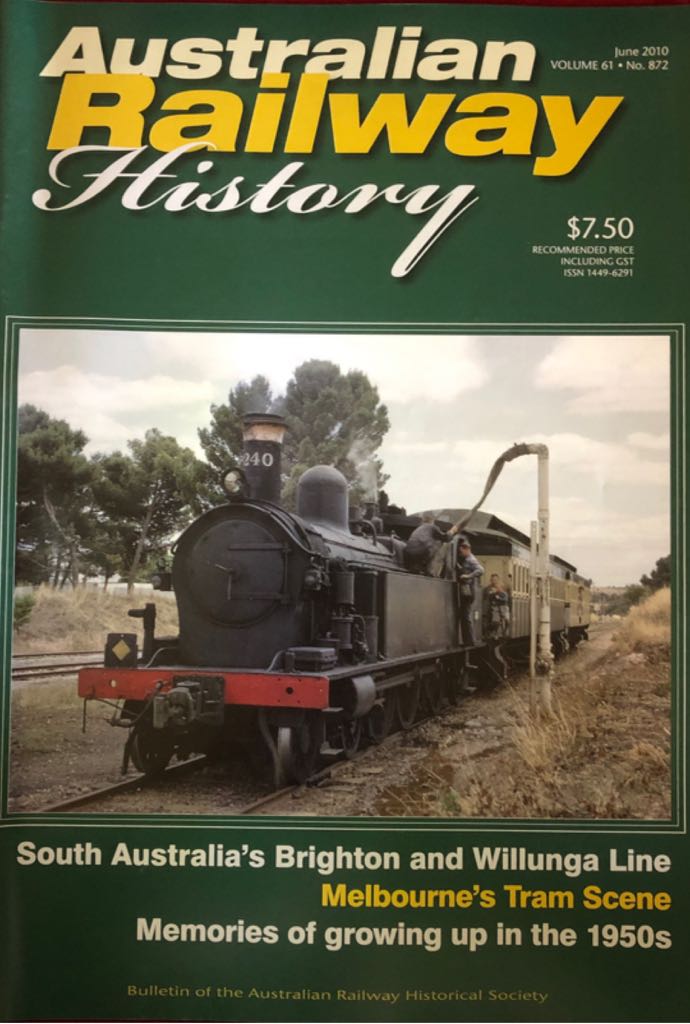 Australian
Railway
History
June 2010
VOLUME 61 • No. 872
$7.50
RECOMMENDED PRICE
INCLUDING GST
ISSN 1449-6291
240
South Australia's Brighton and Willunga Line
Melbourne's Tram Scene
Memories of growing up in the 1950s
Bulletin of the Australian Railway Historical Society